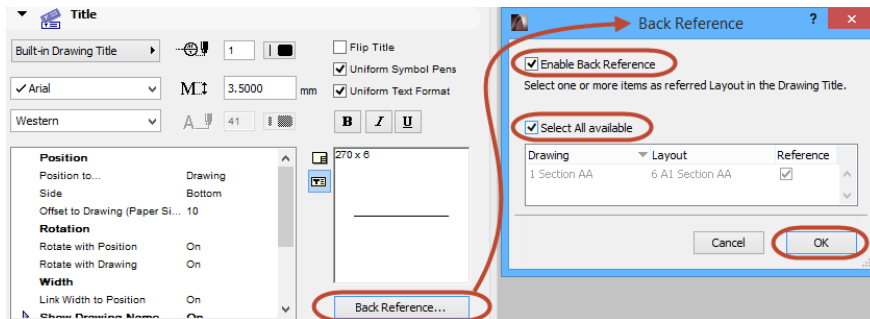 Title
Built-in Drawing Title
1
Flip Title
Uniform Symbol Pens
Arial
3.5000 mm
Uniform Text Format
Western
41
B I U
Position
Position to... Drawing
Side Bottom
Offset to Drawing (Paper Si... 10
Rotation
Rotate with Position On
Rotate with Drawing On
Width
Link Width to Position On
Show Drawing Name On
270 x 6
Back Reference...
Back Reference ? ×
Enable Back Reference
Select one or more items as referred Layout in the Drawing Title.
Select All available
Drawing Layout Reference
1 Section AA 6 A1 Section AA
Cancel OK